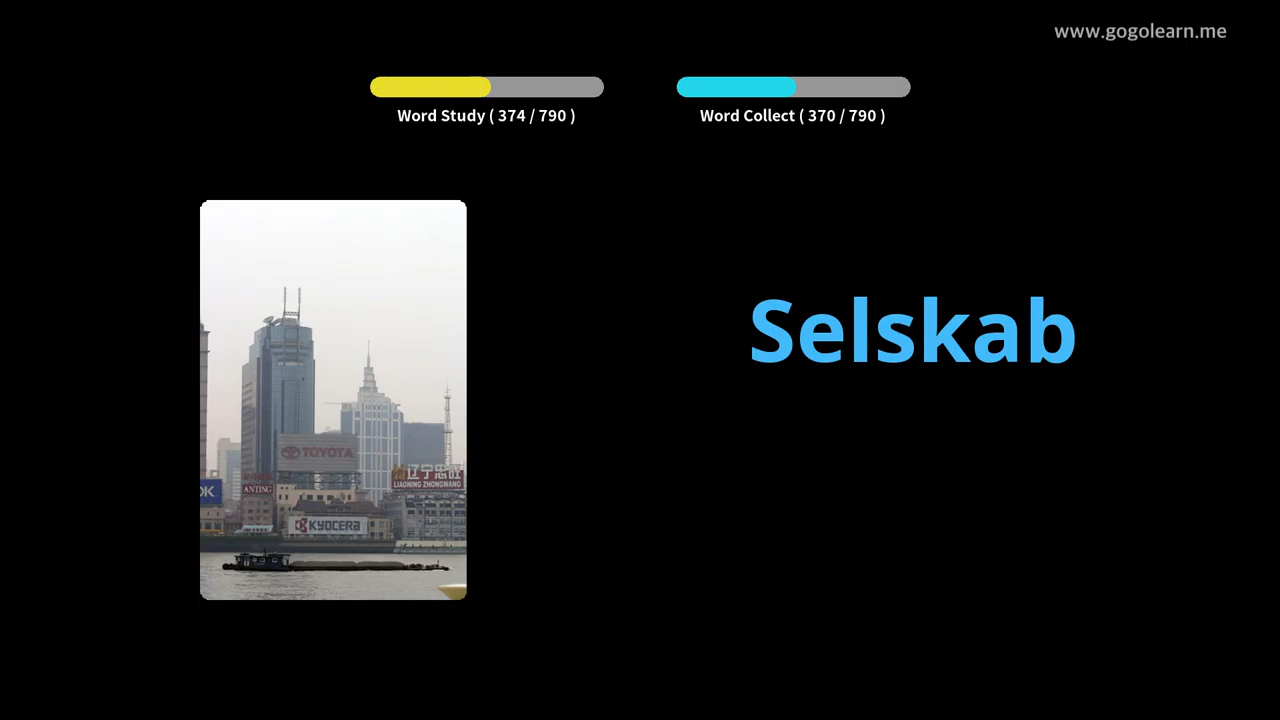 www.gogolearn.me
Word Study ( 374 / 790 )
Word Collect ( 370 / 790 )
Selskab
TOYOTA
辽宁忠旺
LIAONING ZHONGWANG
ANTING
KYOCERA